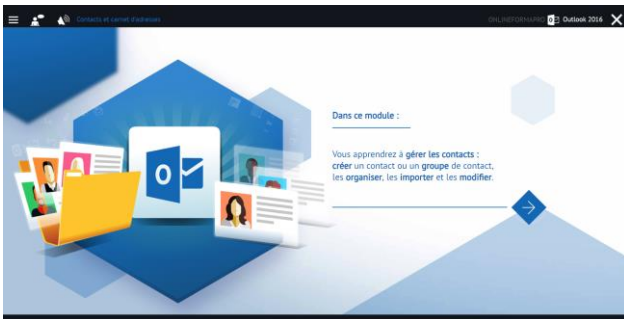 Contacts et carnet d'adresses
ONLINEFORMAPRO Outlook 2016
Dans ce module :
Vous apprendrez à gérer les contacts :
créer un contact ou un groupe de contact,
les organiser, les importer et les modifier.